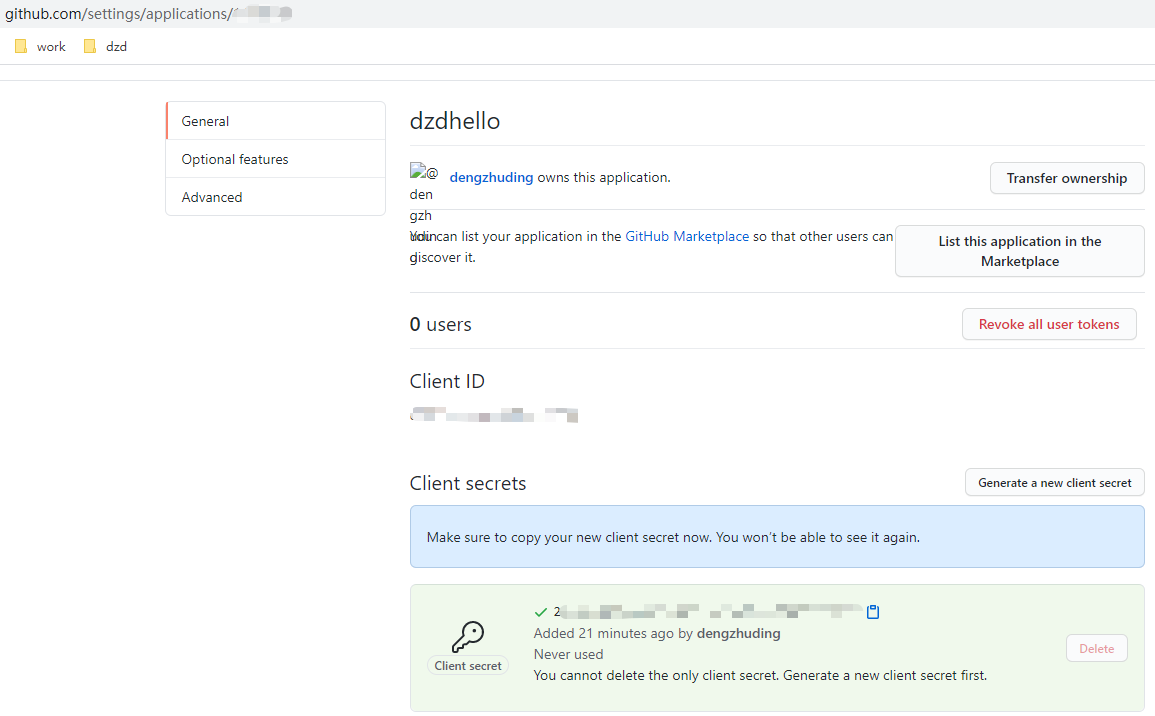 github.com/settings/applications/
work dzd
General
Optional features
Advanced
dzdhello
@dengzhuding
dengzhuding owns this application.
Transfer ownership
You can list your application in the GitHub Marketplace so that other users can
discover it.
List this application in the
Marketplace
0 users
Revoke all user tokens
Client ID
Client secrets
Generate a new client secret
Make sure to copy your new client secret now. You won’t be able to see it again.
2
Added 21 minutes ago by dengzhuding
Never used
You cannot delete the only client secret. Generate a new client secret first.
Client secret
Delete